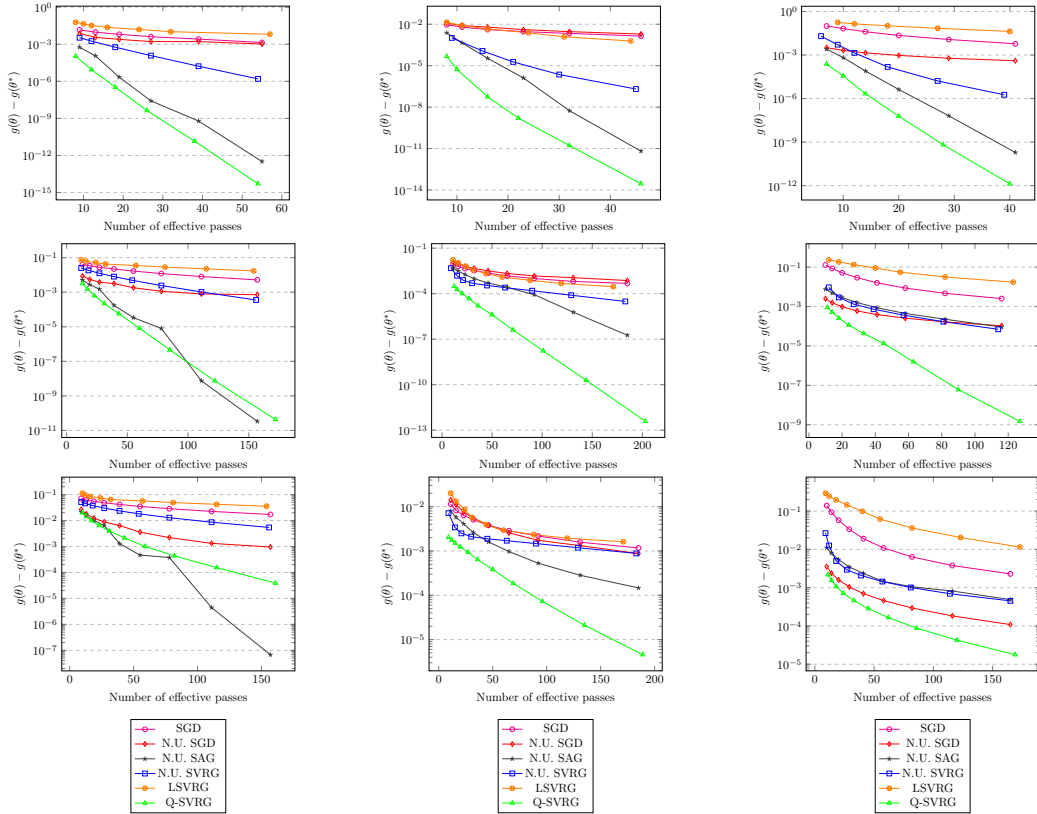 10^0
10^−3
10^−6
10^−9
10^−12
10^−15
g(θ) − g(θ*)
10 20 30 40 50 60
Number of effective passes
10^−2
10^−5
10^−8
10^−11
10^−14
g(θ) − g(θ*)
10 20 30 40
Number of effective passes
10^0
10^−3
10^−6
10^−9
10^−12
g(θ) − g(θ*)
10 20 30 40
Number of effective passes
10^−1
10^−3
10^−5
10^−7
10^−9
10^−11
g(θ) − g(θ*)
0 50 100 150
Number of effective passes
10^−1
10^−4
10^−7
10^−10
10^−13
g(θ) − g(θ*)
0 50 100 150 200
Number of effective passes
10^−1
10^−3
10^−5
10^−7
10^−9
g(θ) − g(θ*)
0 20 40 60 80 100 120
Number of effective passes
10^−1
10^−2
10^−3
10^−4
10^−5
10^−6
10^−7
g(θ) − g(θ*)
0 50 100 150
Number of effective passes
10^−2
10^−3
10^−4
10^−5
g(θ) − g(θ*)
0 50 100 150 200
Number of effective passes
10^−1
10^−2
10^−3
10^−4
10^−5
g(θ) − g(θ*)
0 50 100 150
Number of effective passes
SGD
N.U. SGD
N.U. SAG
N.U. SVRG
LSVRG
Q-SVRG
SGD
N.U. SGD
N.U. SAG
N.U. SVRG
LSVRG
Q-SVRG
SGD
N.U. SGD
N.U. SAG
N.U. SVRG
LSVRG
Q-SVRG